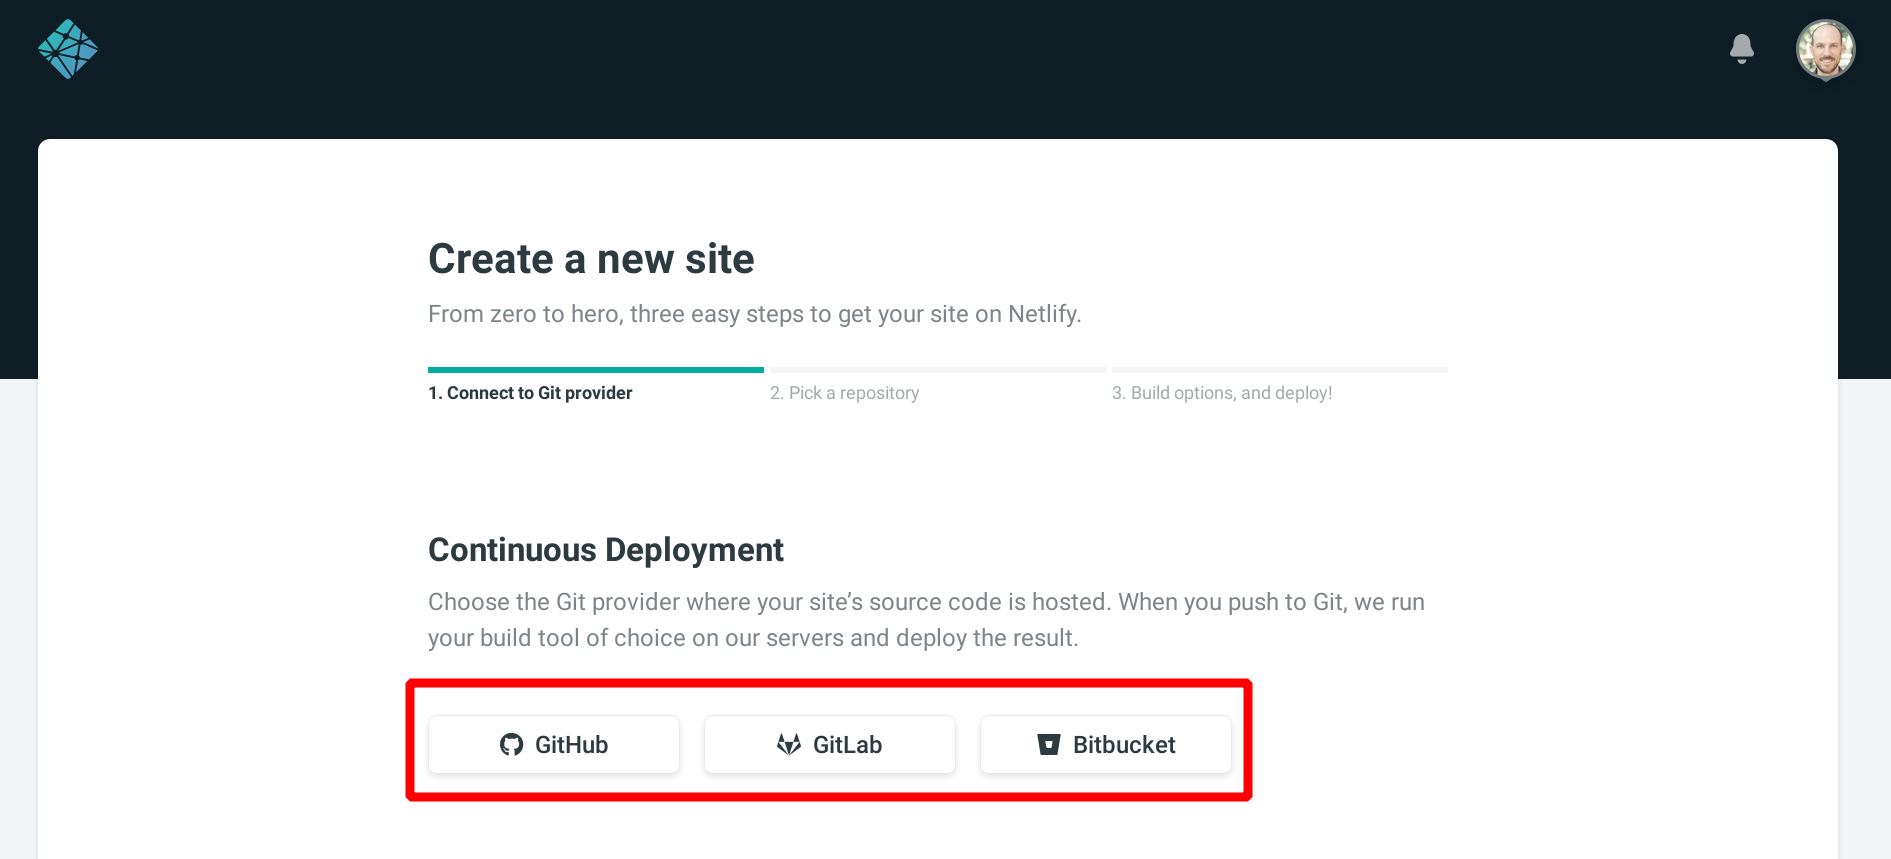 Create a new site
From zero to hero, three easy steps to get your site on Netlify.
1. Connect to Git provider
2. Pick a repository
3. Build options, and deploy!
Continuous Deployment
Choose the Git provider where your site’s source code is hosted. When you push to Git, we run
your build tool of choice on our servers and deploy the result.
GitHub
GitLab
Bitbucket